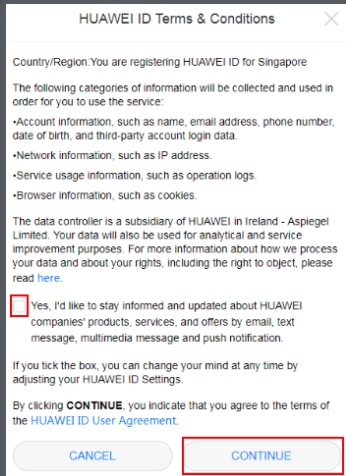 HUAWEI ID Terms & Conditions
Country/Region:You are registering HUAWEI ID for Singapore
The following categories of information will be collected and used in
order for you to use the service:
•Account information, such as name, email address, phone number,
date of birth, and third-party account login data.
•Network information, such as IP address.
•Service usage information, such as operation logs.
•Browser information, such as cookies.
The data controller is a subsidiary of HUAWEI in Ireland - Aspiegel
Limited. Your data will also be used for analytical and service
improvement purposes. For more information about how we process
your data and about your rights, including the right to object, please
read here.
Yes, I'd like to stay informed and updated about HUAWEI
companies' products, services, and offers by email, text
message, multimedia message and push notification.
If you tick the box, you can change your mind at any time by
adjusting your HUAWEI ID Settings.
By clicking CONTINUE, you indicate that you agree to the terms of
the HUAWEI ID User Agreement.
CANCEL
CONTINUE